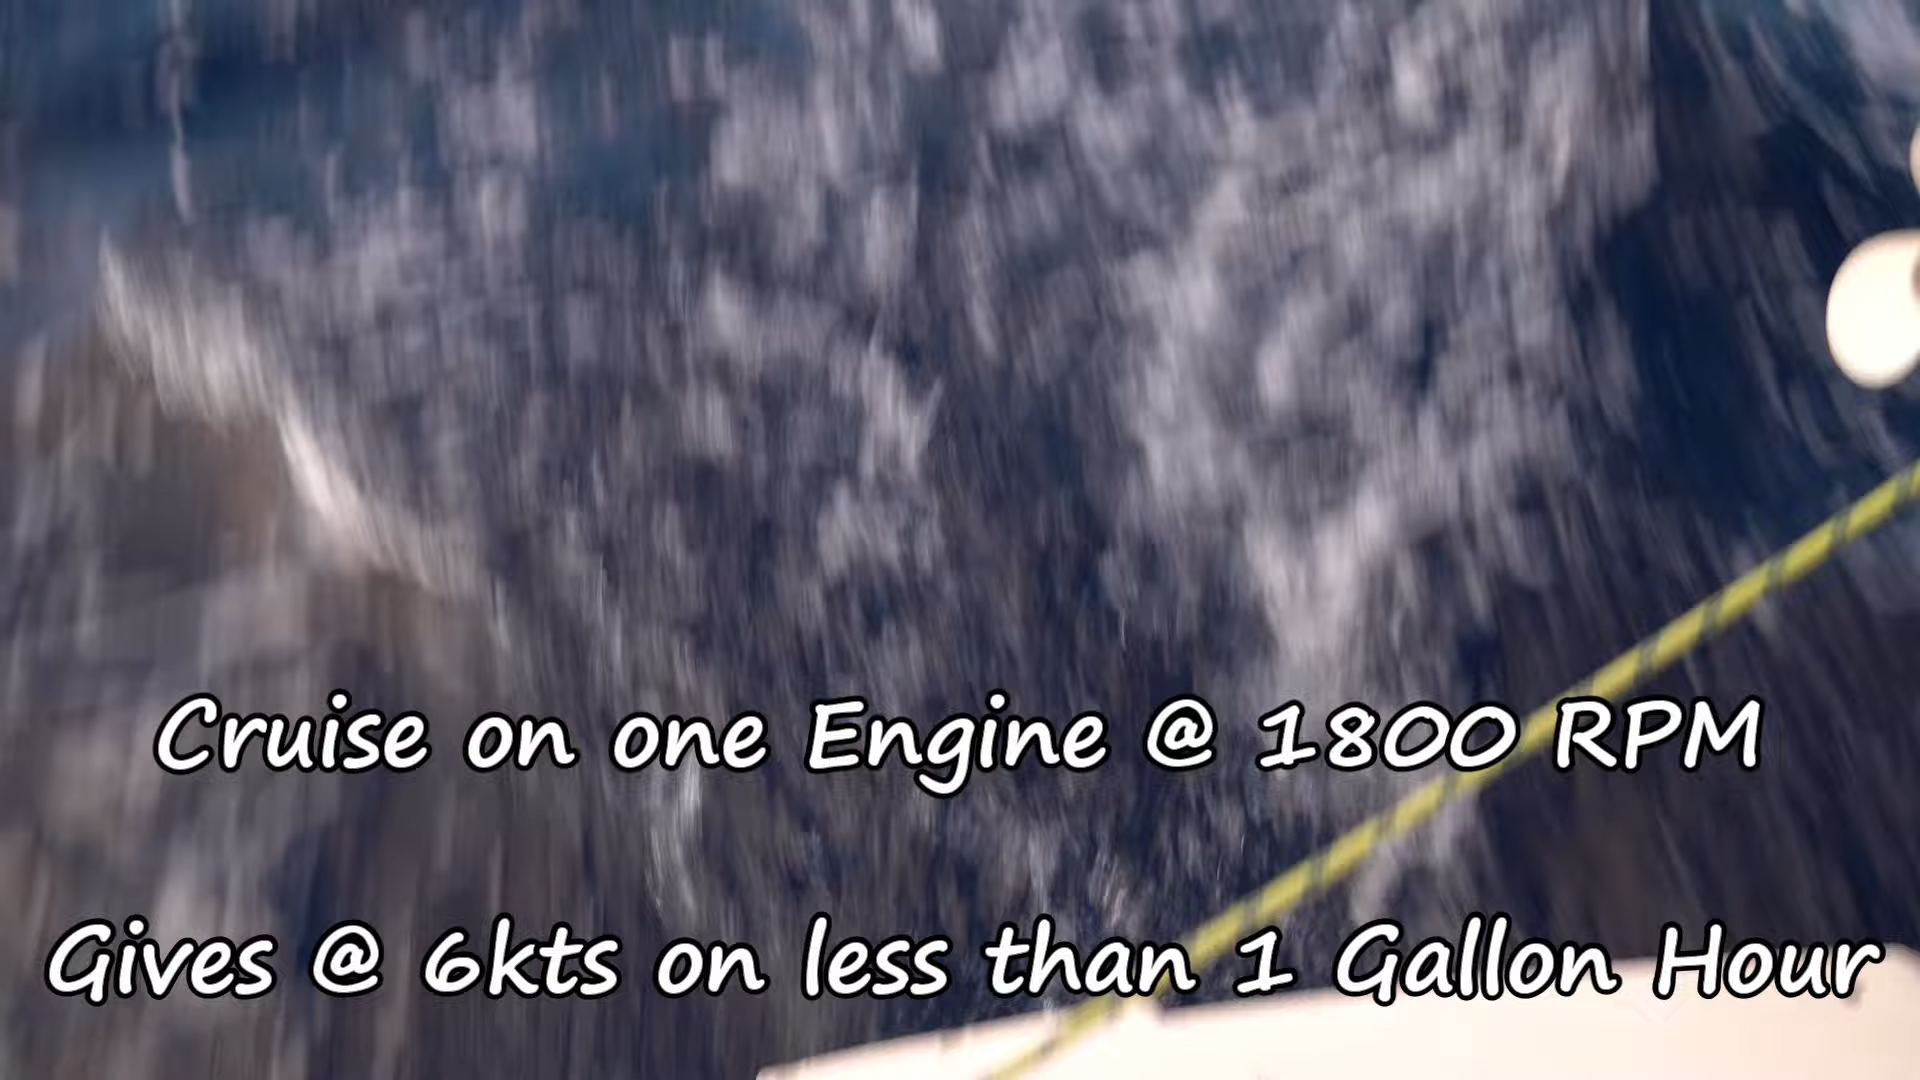 Cruise on one Engine @ 1800 RPM
Gives @ 6kts on less than 1 Gallon Hour